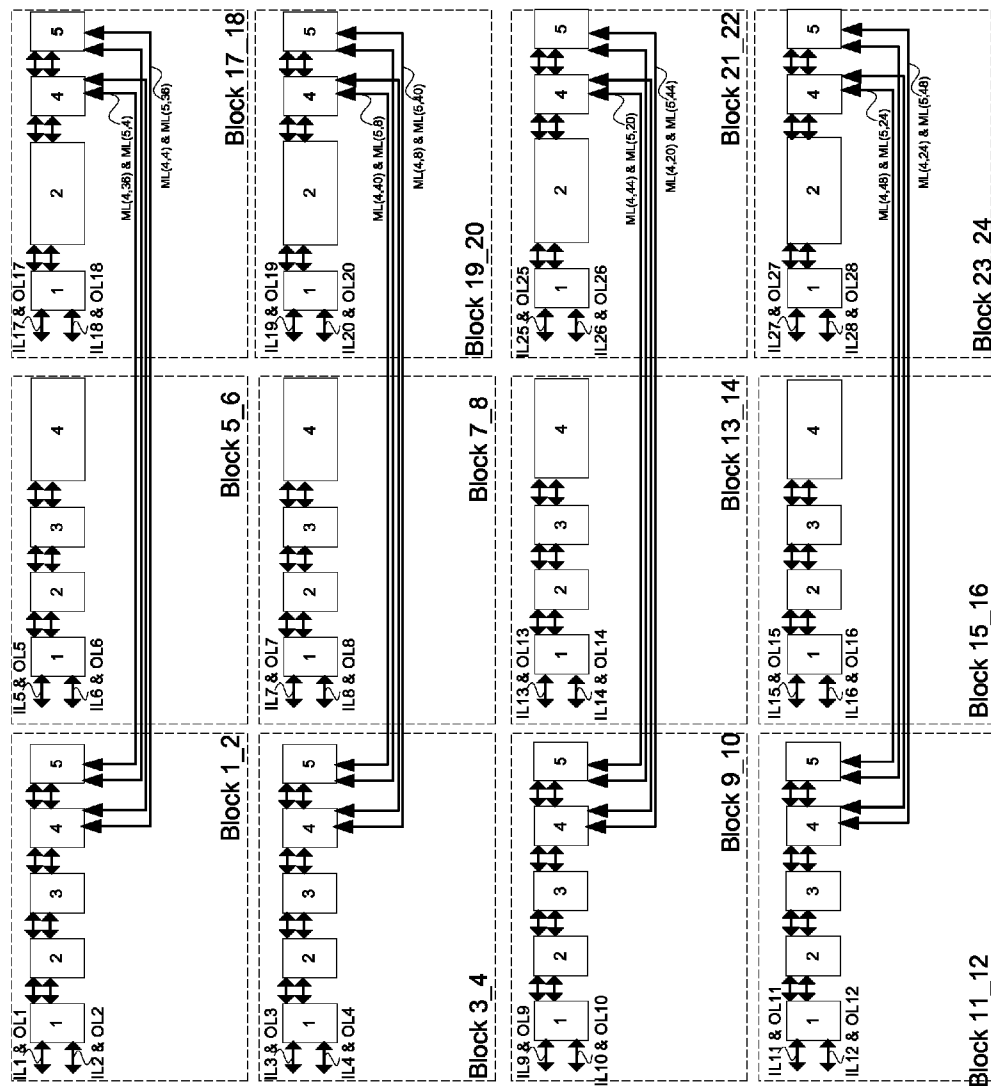 IL11 & OL11
IL12 & OL12
1
2
3
4
5
Block 11_12
IL9 & OL9
IL10 & OL10
1
2
3
4
5
Block 9_10
IL3 & OL3
IL4 & OL4
1
2
3
4
5
Block 3_4
IL1 & OL1
IL2 & OL2
1
2
3
4
5
Block 1_2
IL15 & OL15
IL16 & OL16
1
2
3
4
Block 15_16
IL13 & OL13
IL14 & OL14
1
2
3
4
Block 13_14
IL7 & OL7
IL8 & OL8
1
2
3
4
Block 7_8
IL5 & OL5
IL6 & OL6
1
2
3
4
Block 5_6
IL27 & OL27
IL28 & OL28
1
2
4
5
ML(4,48) & ML(5,24)
ML(4,24) & ML(5,48)
Block 23_24
IL25 & OL25
IL26 & OL26
1
2
4
5
ML(4,44) & ML(5,20)
ML(4,20) & ML(5,44)
Block 21_22
IL19 & OL19
IL20 & OL20
1
2
4
5
ML(4,40) & ML(5,8)
ML(4,8) & ML(5,40)
Block 19_20
IL17 & OL17
IL18 & OL18
1
2
4
5
ML(4,36) & ML(5,4)
ML(4,4) & ML(5,36)
Block 17_18